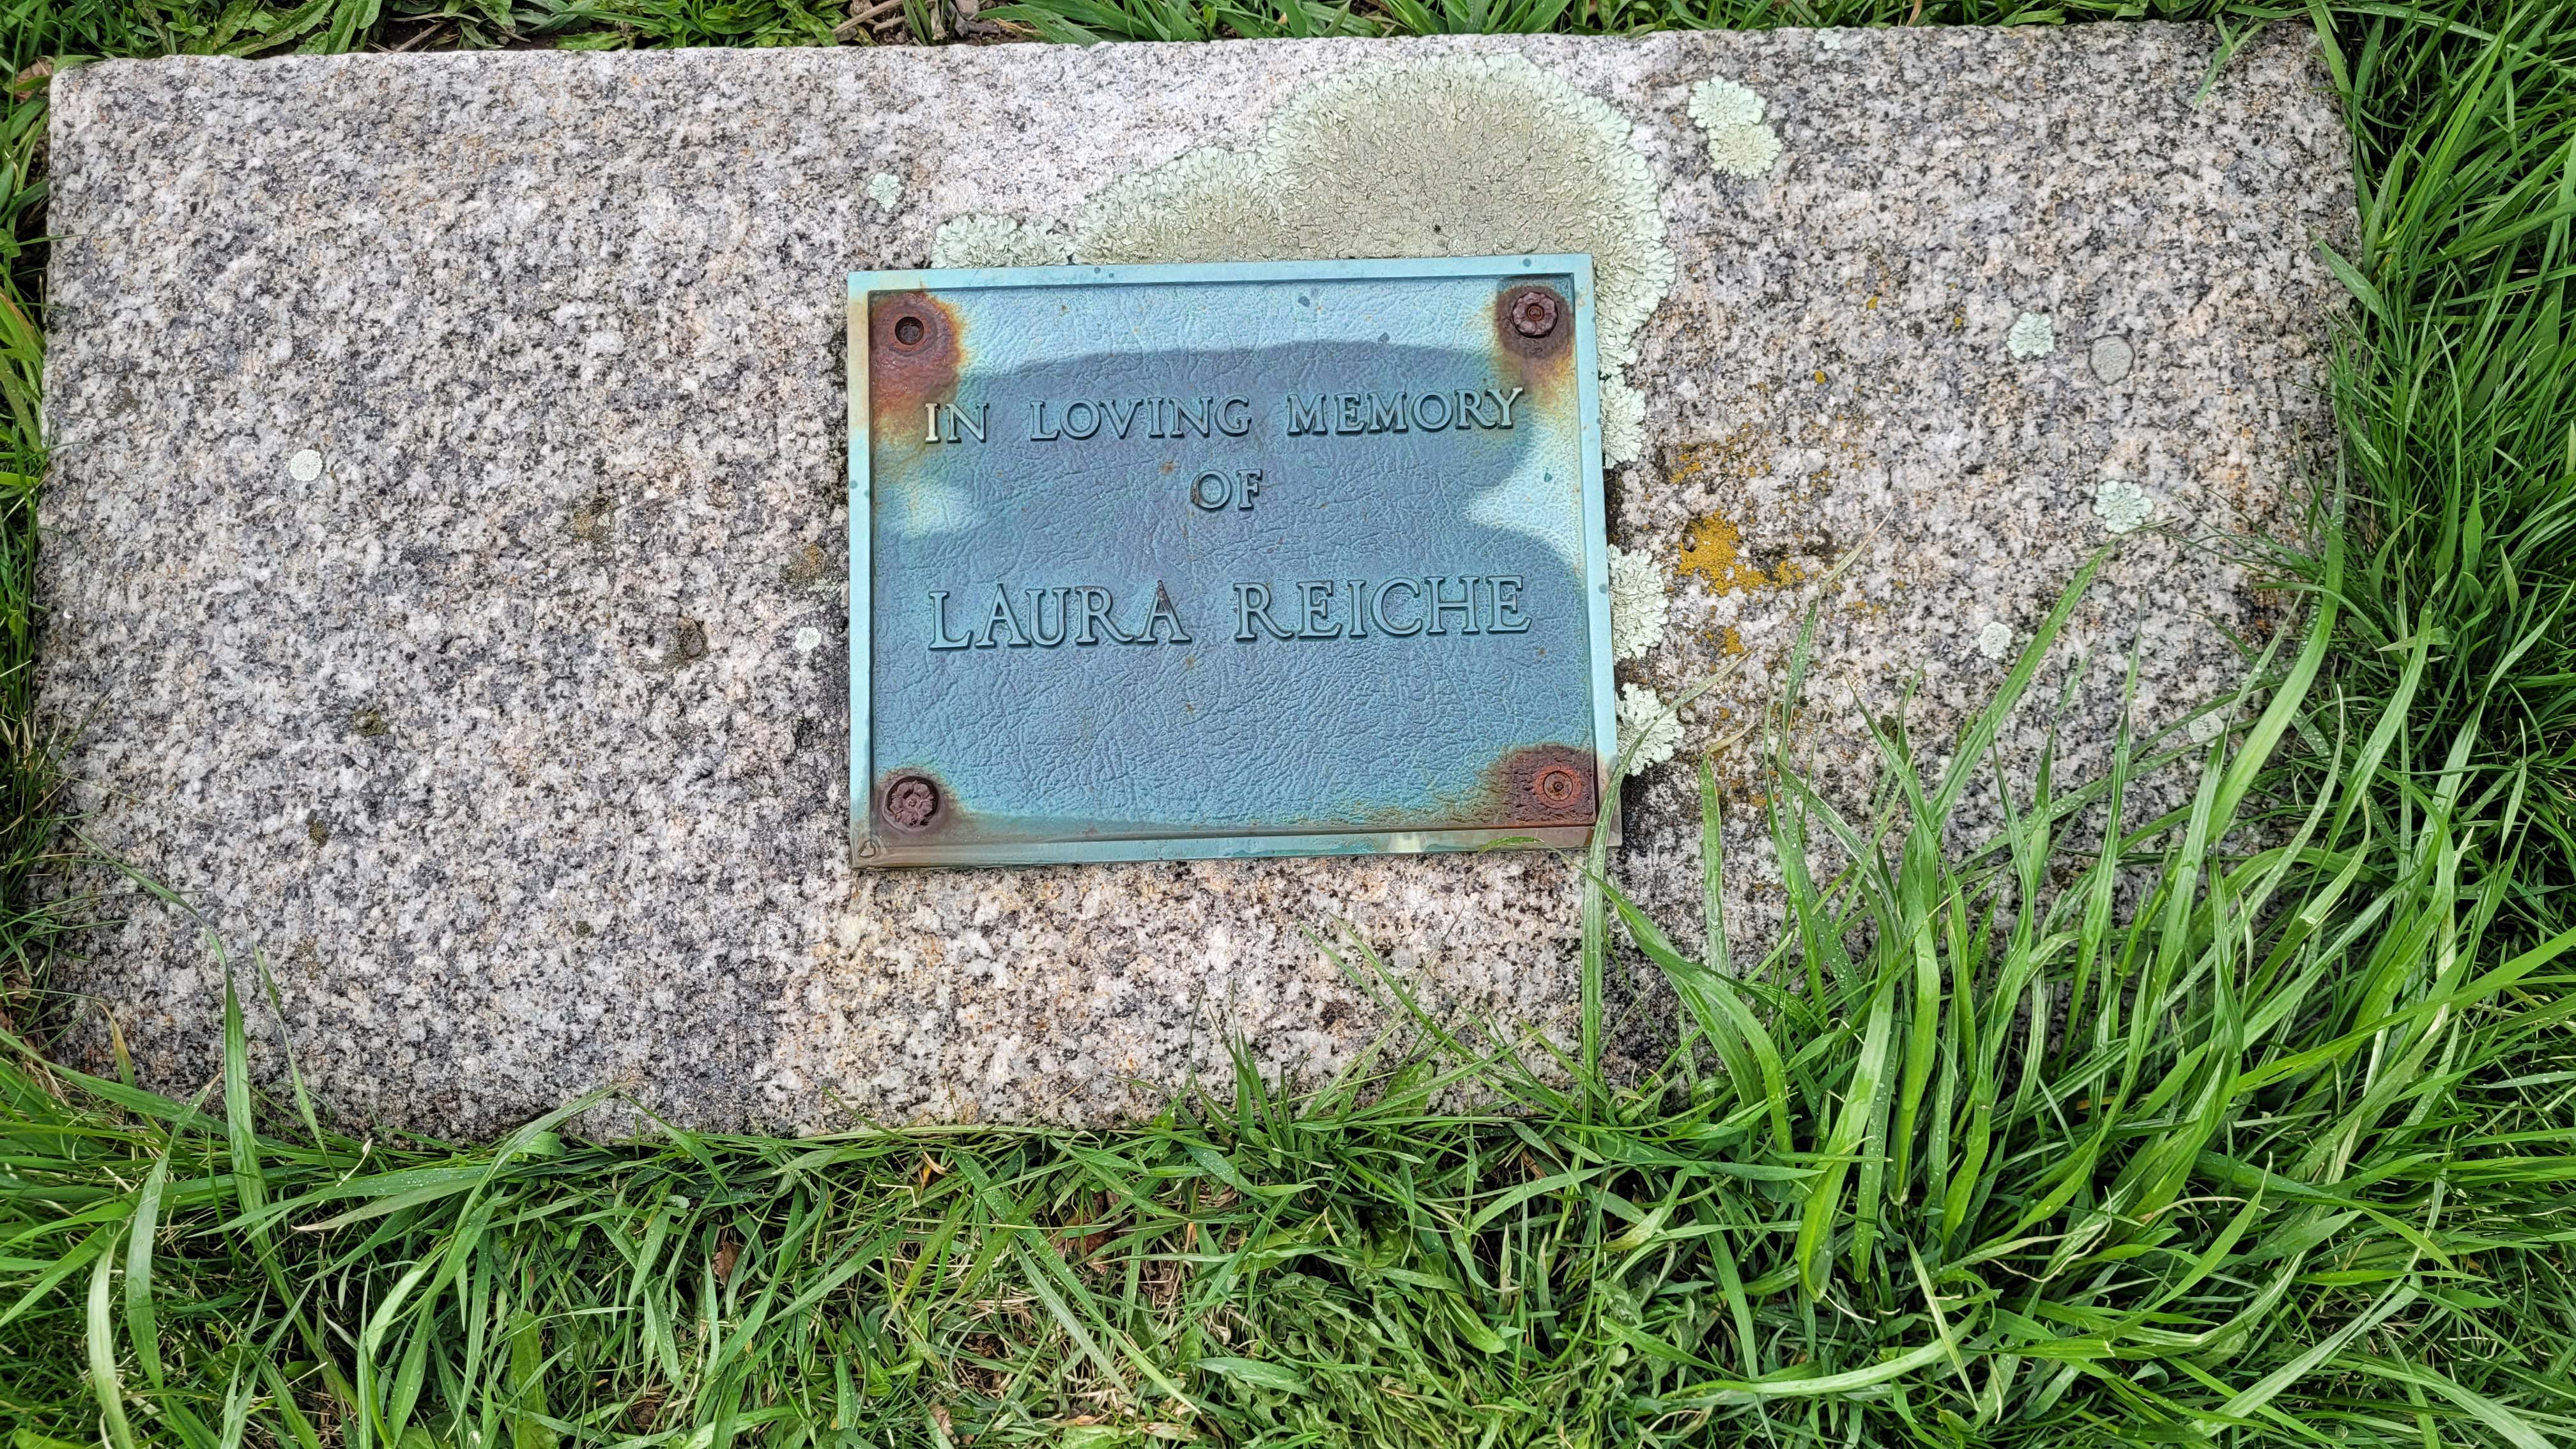 IN LOVING MEMORY
OF
LAURA REICHE